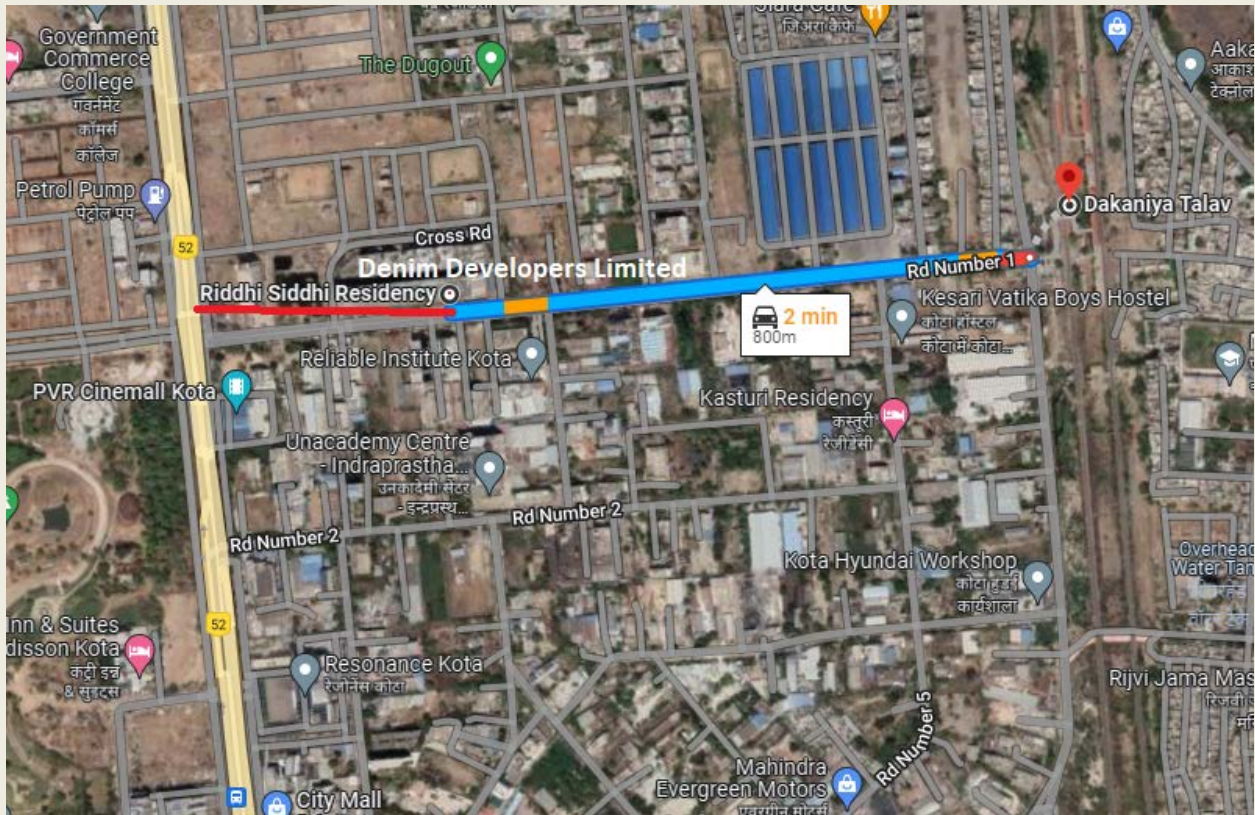 Government
Commerce
College
गवर्नमेंट
कॉमर्स
कॉलेज
The Dugout
जिअरा कैफे
Petrol Pump
पेट्रोल पंप
52
Cross Rd
Denim Developers Limited
Riddhi Siddhi Residency
Rd Number 1
Dakaniya Talav
2 min
800m
Kesari Vatika Boys Hostel
कोटा हॉस्टल
कोटा में कोटा...
Reliable Institute Kota
PVR Cinemall Kota
Kasturi Residency
कस्तूरी
रेजीडेंसी
Unacademy Centre
- Indraprastha...
उनकादेमी सेंटर
- इन्द्रप्रस्थ...
Rd Number 2
Rd Number 2
Kota Hyundai Workshop
कोटा हुंडई
कार्यशाला
Overhead
Water Tan
52
Inn & Suites
disson Kota
कंट्री इन्न
& सुइट्स
Resonance Kota
रेजोनेंस कोटा
Rijvi Jama Mas
Rd Number 5
Mahindra
Evergreen Motors
एवरग्रीन मोटर्स
City Mall